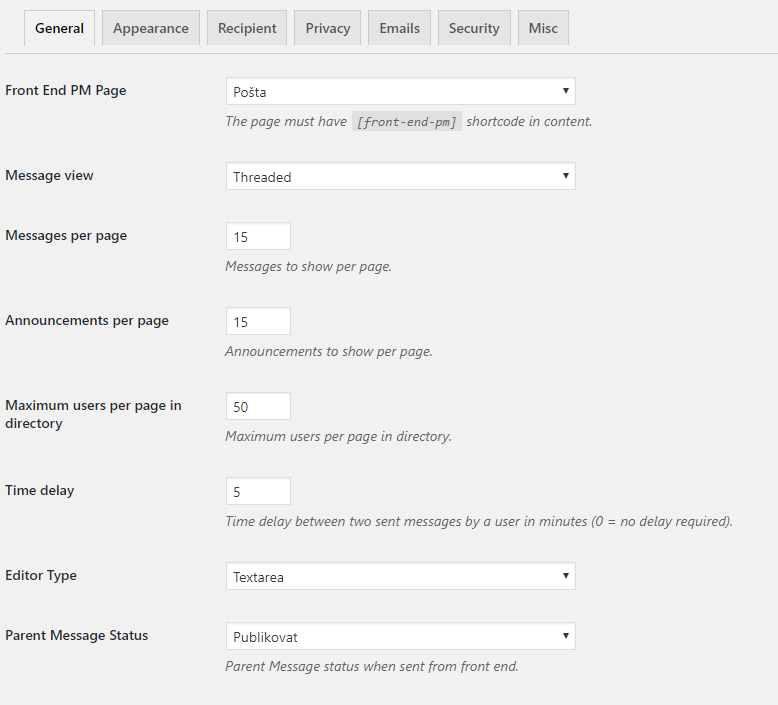 General Appearance Recipient Privacy Emails Security Misc
Front End PM Page
Pošta
The page must have [front-end-pm] shortcode in content.
Message view
Threaded
Messages per page
15
Messages to show per page.
Announcements per page
15
Announcements to show per page.
Maximum users per page in
directory
50
Maximum users per page in directory.
Time delay
5
Time delay between two sent messages by a user in minutes (0 = no delay required).
Editor Type
Textarea
Parent Message Status
Publikovat
Parent Message status when sent from front end.